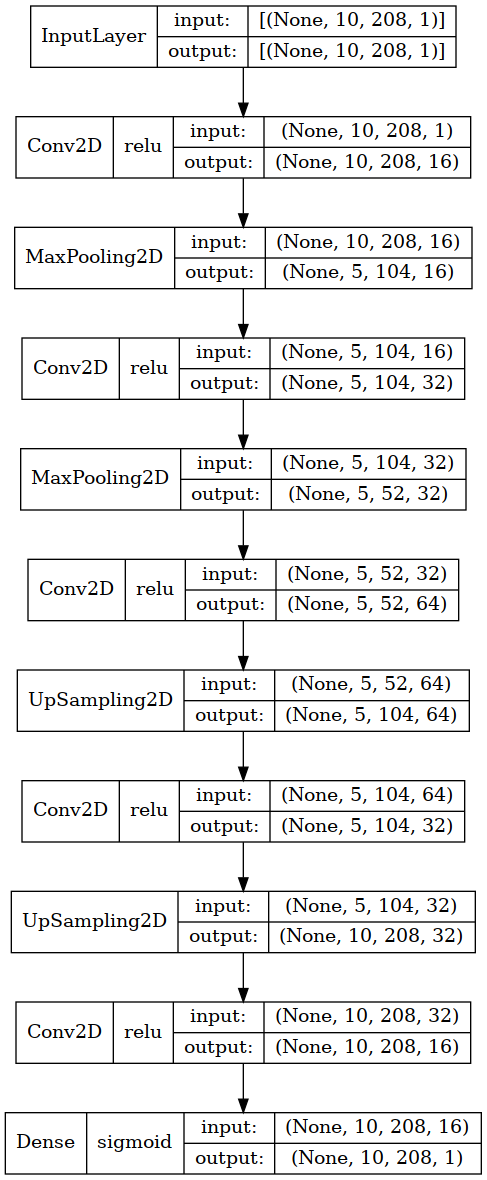 InputLayer
input: [(None, 10, 208, 1)]
output: [(None, 10, 208, 1)]
Conv2D relu
input: (None, 10, 208, 1)
output: (None, 10, 208, 16)
MaxPooling2D
input: (None, 10, 208, 16)
output: (None, 5, 104, 16)
Conv2D relu
input: (None, 5, 104, 16)
output: (None, 5, 104, 32)
MaxPooling2D
input: (None, 5, 104, 32)
output: (None, 5, 52, 32)
Conv2D relu
input: (None, 5, 52, 32)
output: (None, 5, 52, 64)
UpSampling2D
input: (None, 5, 52, 64)
output: (None, 5, 104, 64)
Conv2D relu
input: (None, 5, 104, 64)
output: (None, 5, 104, 32)
UpSampling2D
input: (None, 5, 104, 32)
output: (None, 10, 208, 32)
Conv2D relu
input: (None, 10, 208, 32)
output: (None, 10, 208, 16)
Dense sigmoid
input: (None, 10, 208, 16)
output: (None, 10, 208, 1)